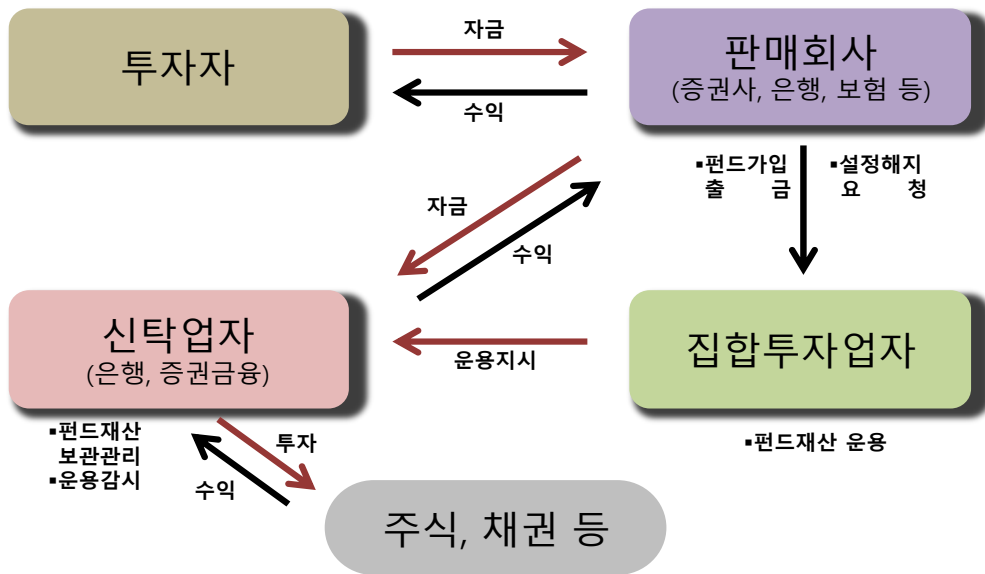 자금
투자자
판매회사
(증권사, 은행, 보험 등)
수익
▪펀드가입
출 금
▪설정해지
요 청
자금
수익
신탁업자
(은행, 증권금융)
운용지시
집합투자업자
▪펀드재산
보관관리
▪운용감시
투자
수익
▪펀드재산 운용
주식, 채권 등